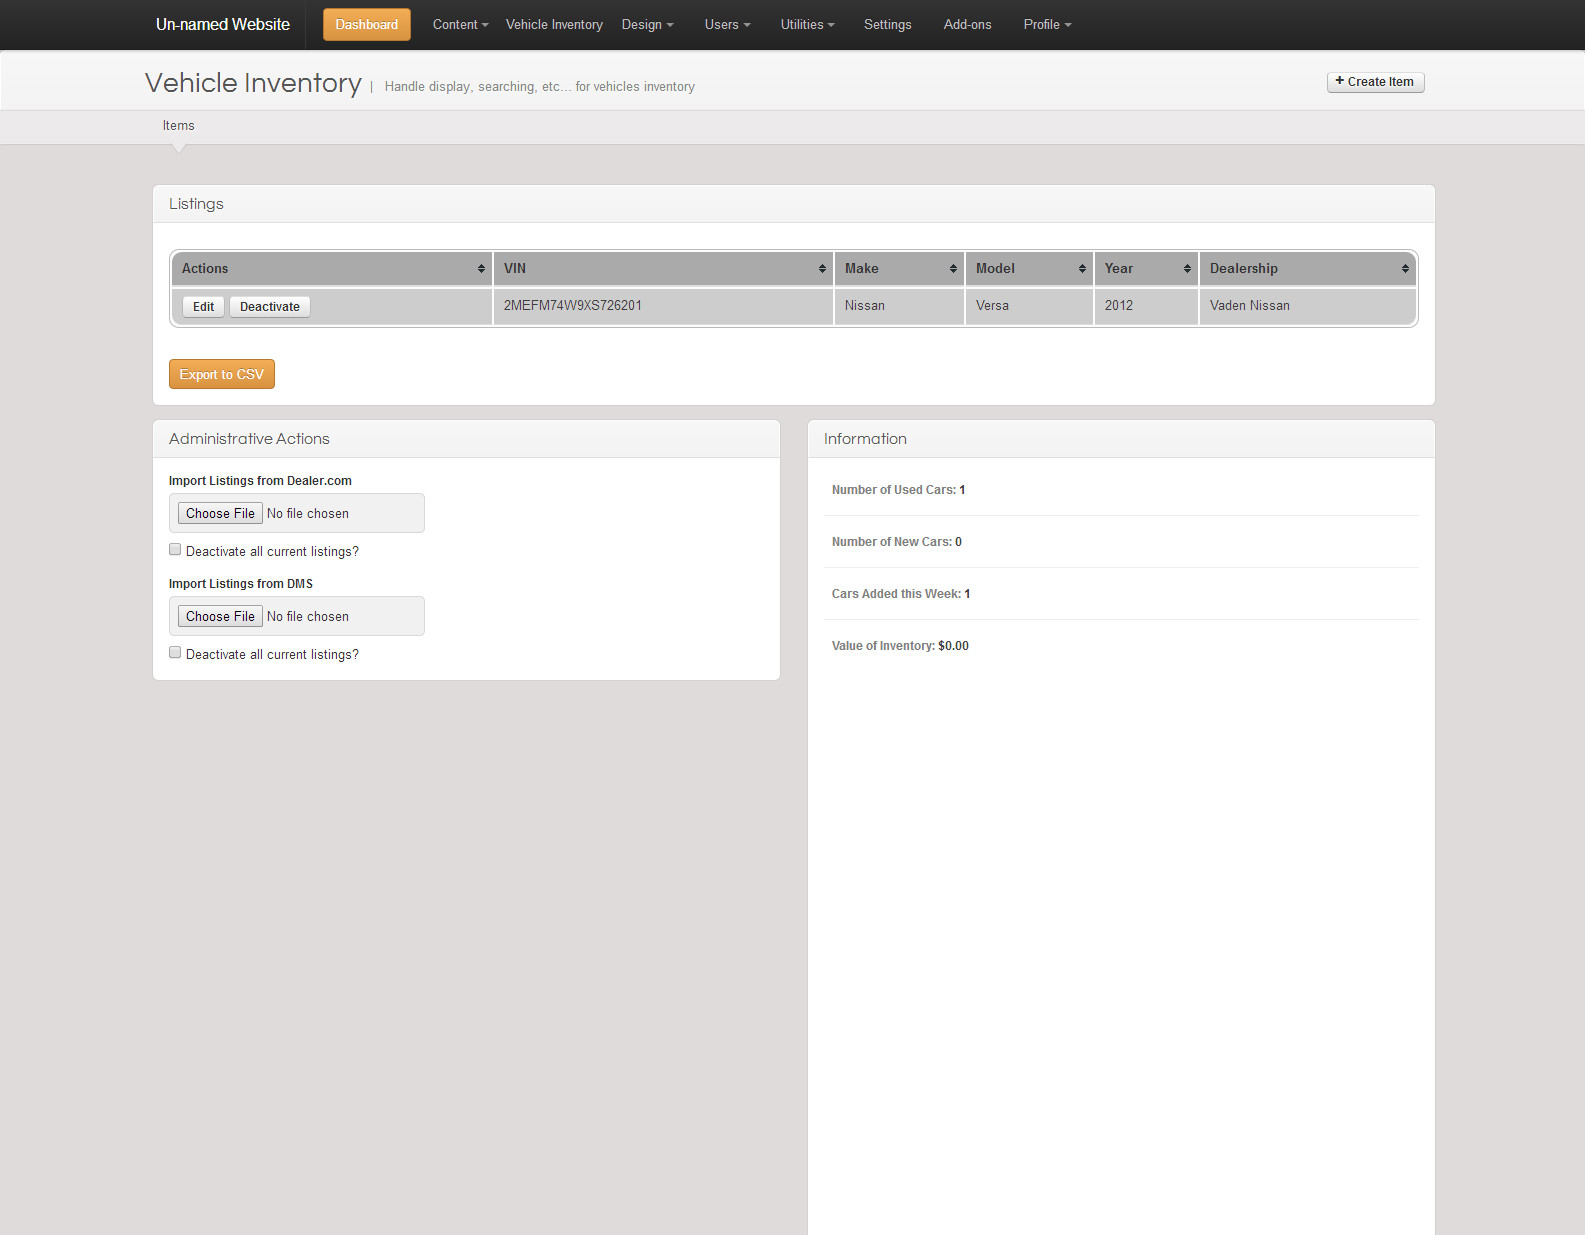 Un-named Website Dashboard Content Vehicle Inventory Design Users Utilities Settings Add-ons Profile
Vehicle Inventory | Handle display, searching, etc... for vehicles inventory + Create Item
Items
Listings
Actions VIN Make Model Year Dealership
Edit Deactivate 2MEFM74W9XS726201 Nissan Versa 2012 Vaden Nissan
Export to CSV
Administrative Actions
Import Listings from Dealer.com
Choose File No file chosen
Deactivate all current listings?
Import Listings from DMS
Choose File No file chosen
Deactivate all current listings?
Information
Number of Used Cars: 1
Number of New Cars: 0
Cars Added this Week: 1
Value of Inventory: $0.00